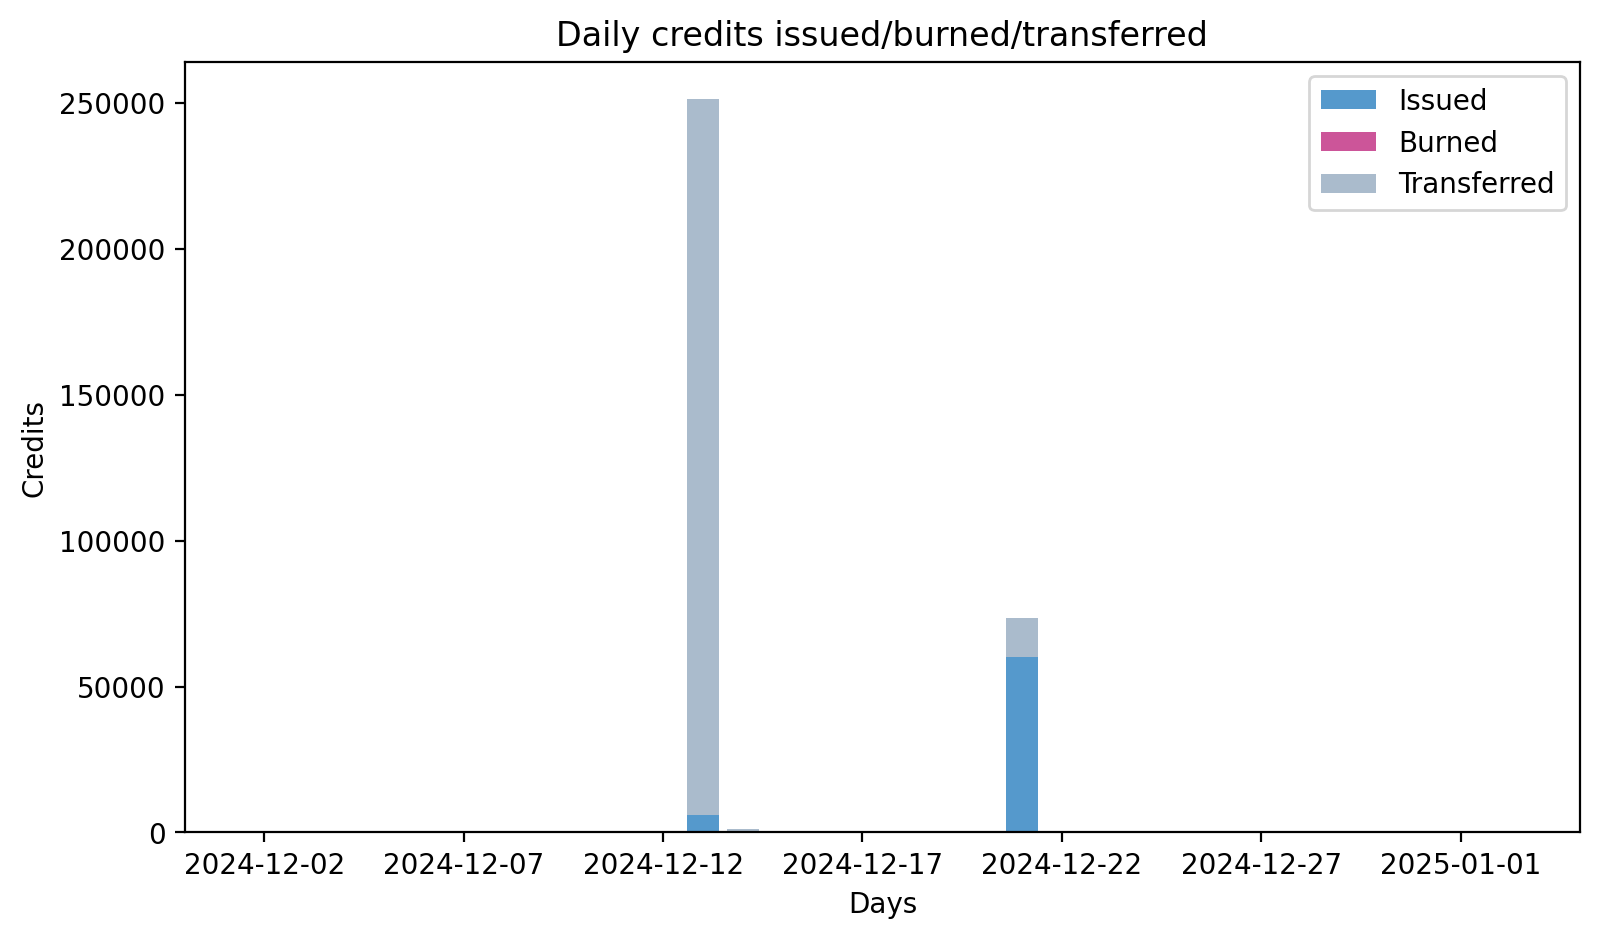 Daily credits issued/burned/transferred
Issued
Burned
Transferred
Credits
250000
200000
150000
100000
50000
0
2024-12-02
2024-12-07
2024-12-12
2024-12-17
2024-12-22
2024-12-27
2025-01-01
Days